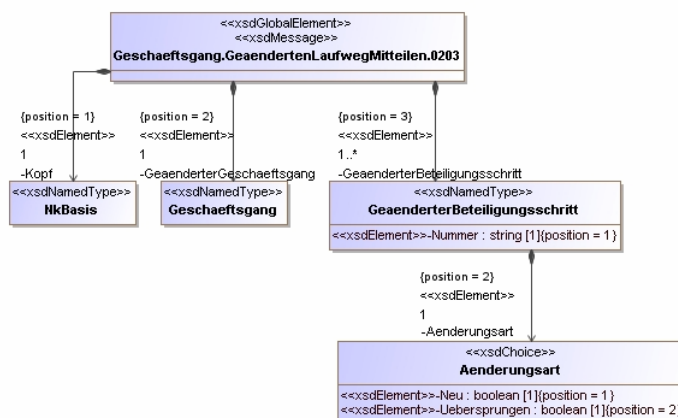 <<xsdGlobalElement>>
<<xsdMessage>>
Geschaeftsgang.GeaendertenLaufwegMitteilen.0203
{position = 1}
<<xsdElement>>
1
-Kopf
{position = 2}
<<xsdElement>>
1
-GeaenderterGeschaeftsgang
{position = 3}
<<xsdElement>>
1..*
-GeaenderterBeteiligungsschritt
<<xsdNamedType>>
NkBasis
<<xsdNamedType>>
Geschaeftsgang
<<xsdNamedType>>
GeaenderterBeteiligungsschritt
<<xsdElement>>-Nummer : string [1]{position = 1}
{position = 2}
<<xsdElement>>
1
-Aenderungsart
<<xsdChoice>>
Aenderungsart
<<xsdElement>>-Neu : boolean [1]{position = 1}
<<xsdElement>>-Uebersprungen : boolean [1]{position = 2}